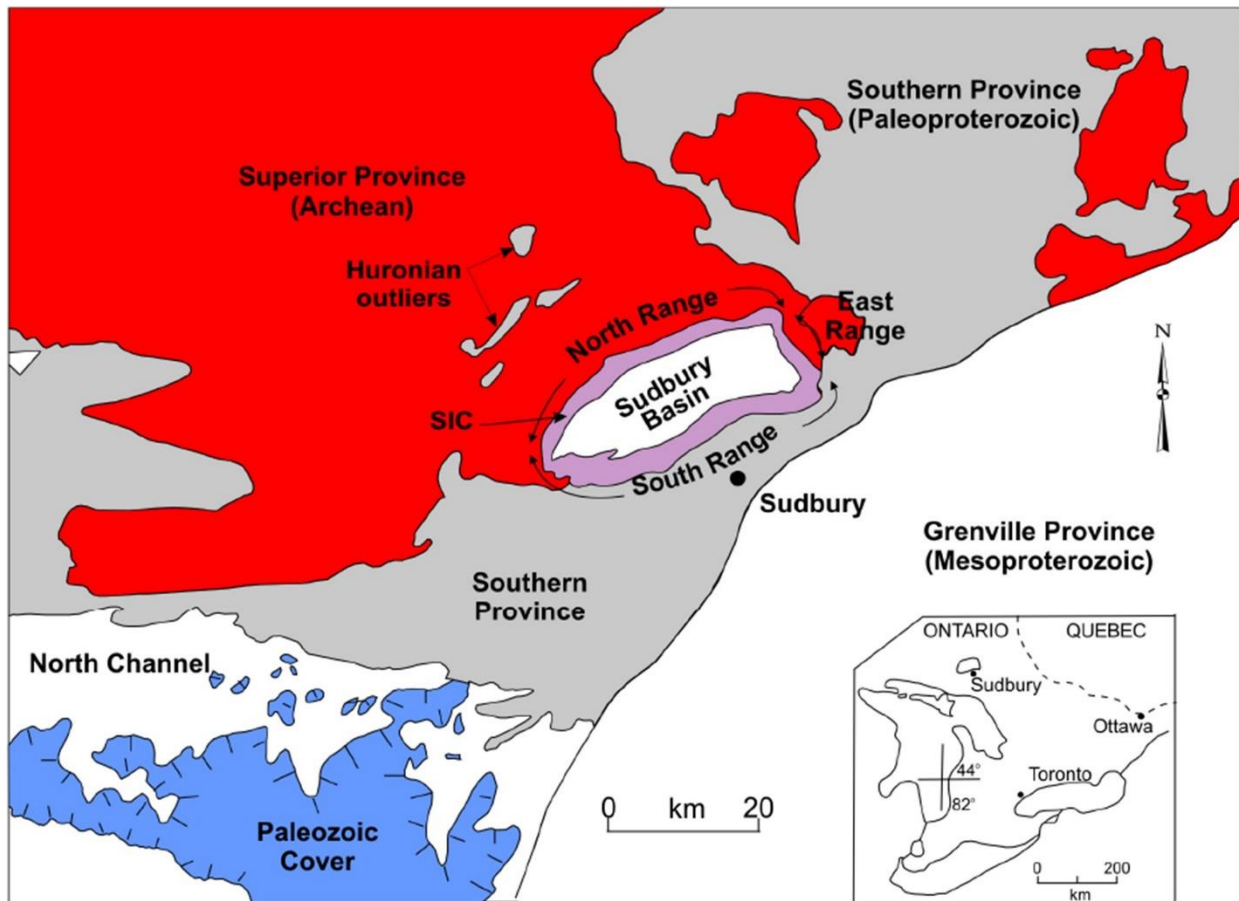 Southern Province
(Paleoproterozoic)
Superior Province
(Archean)
Huronian
outliers
North Range
East
Range
SIC
Sudbury
Basin
South Range
Sudbury
N
Grenville Province
(Mesoproterozoic)
Southern
Province
North Channel
Paleozoic
Cover
0 km 20
ONTARIO QUEBEC
Sudbury
Ottawa
Toronto
44°
82°
0 200
km